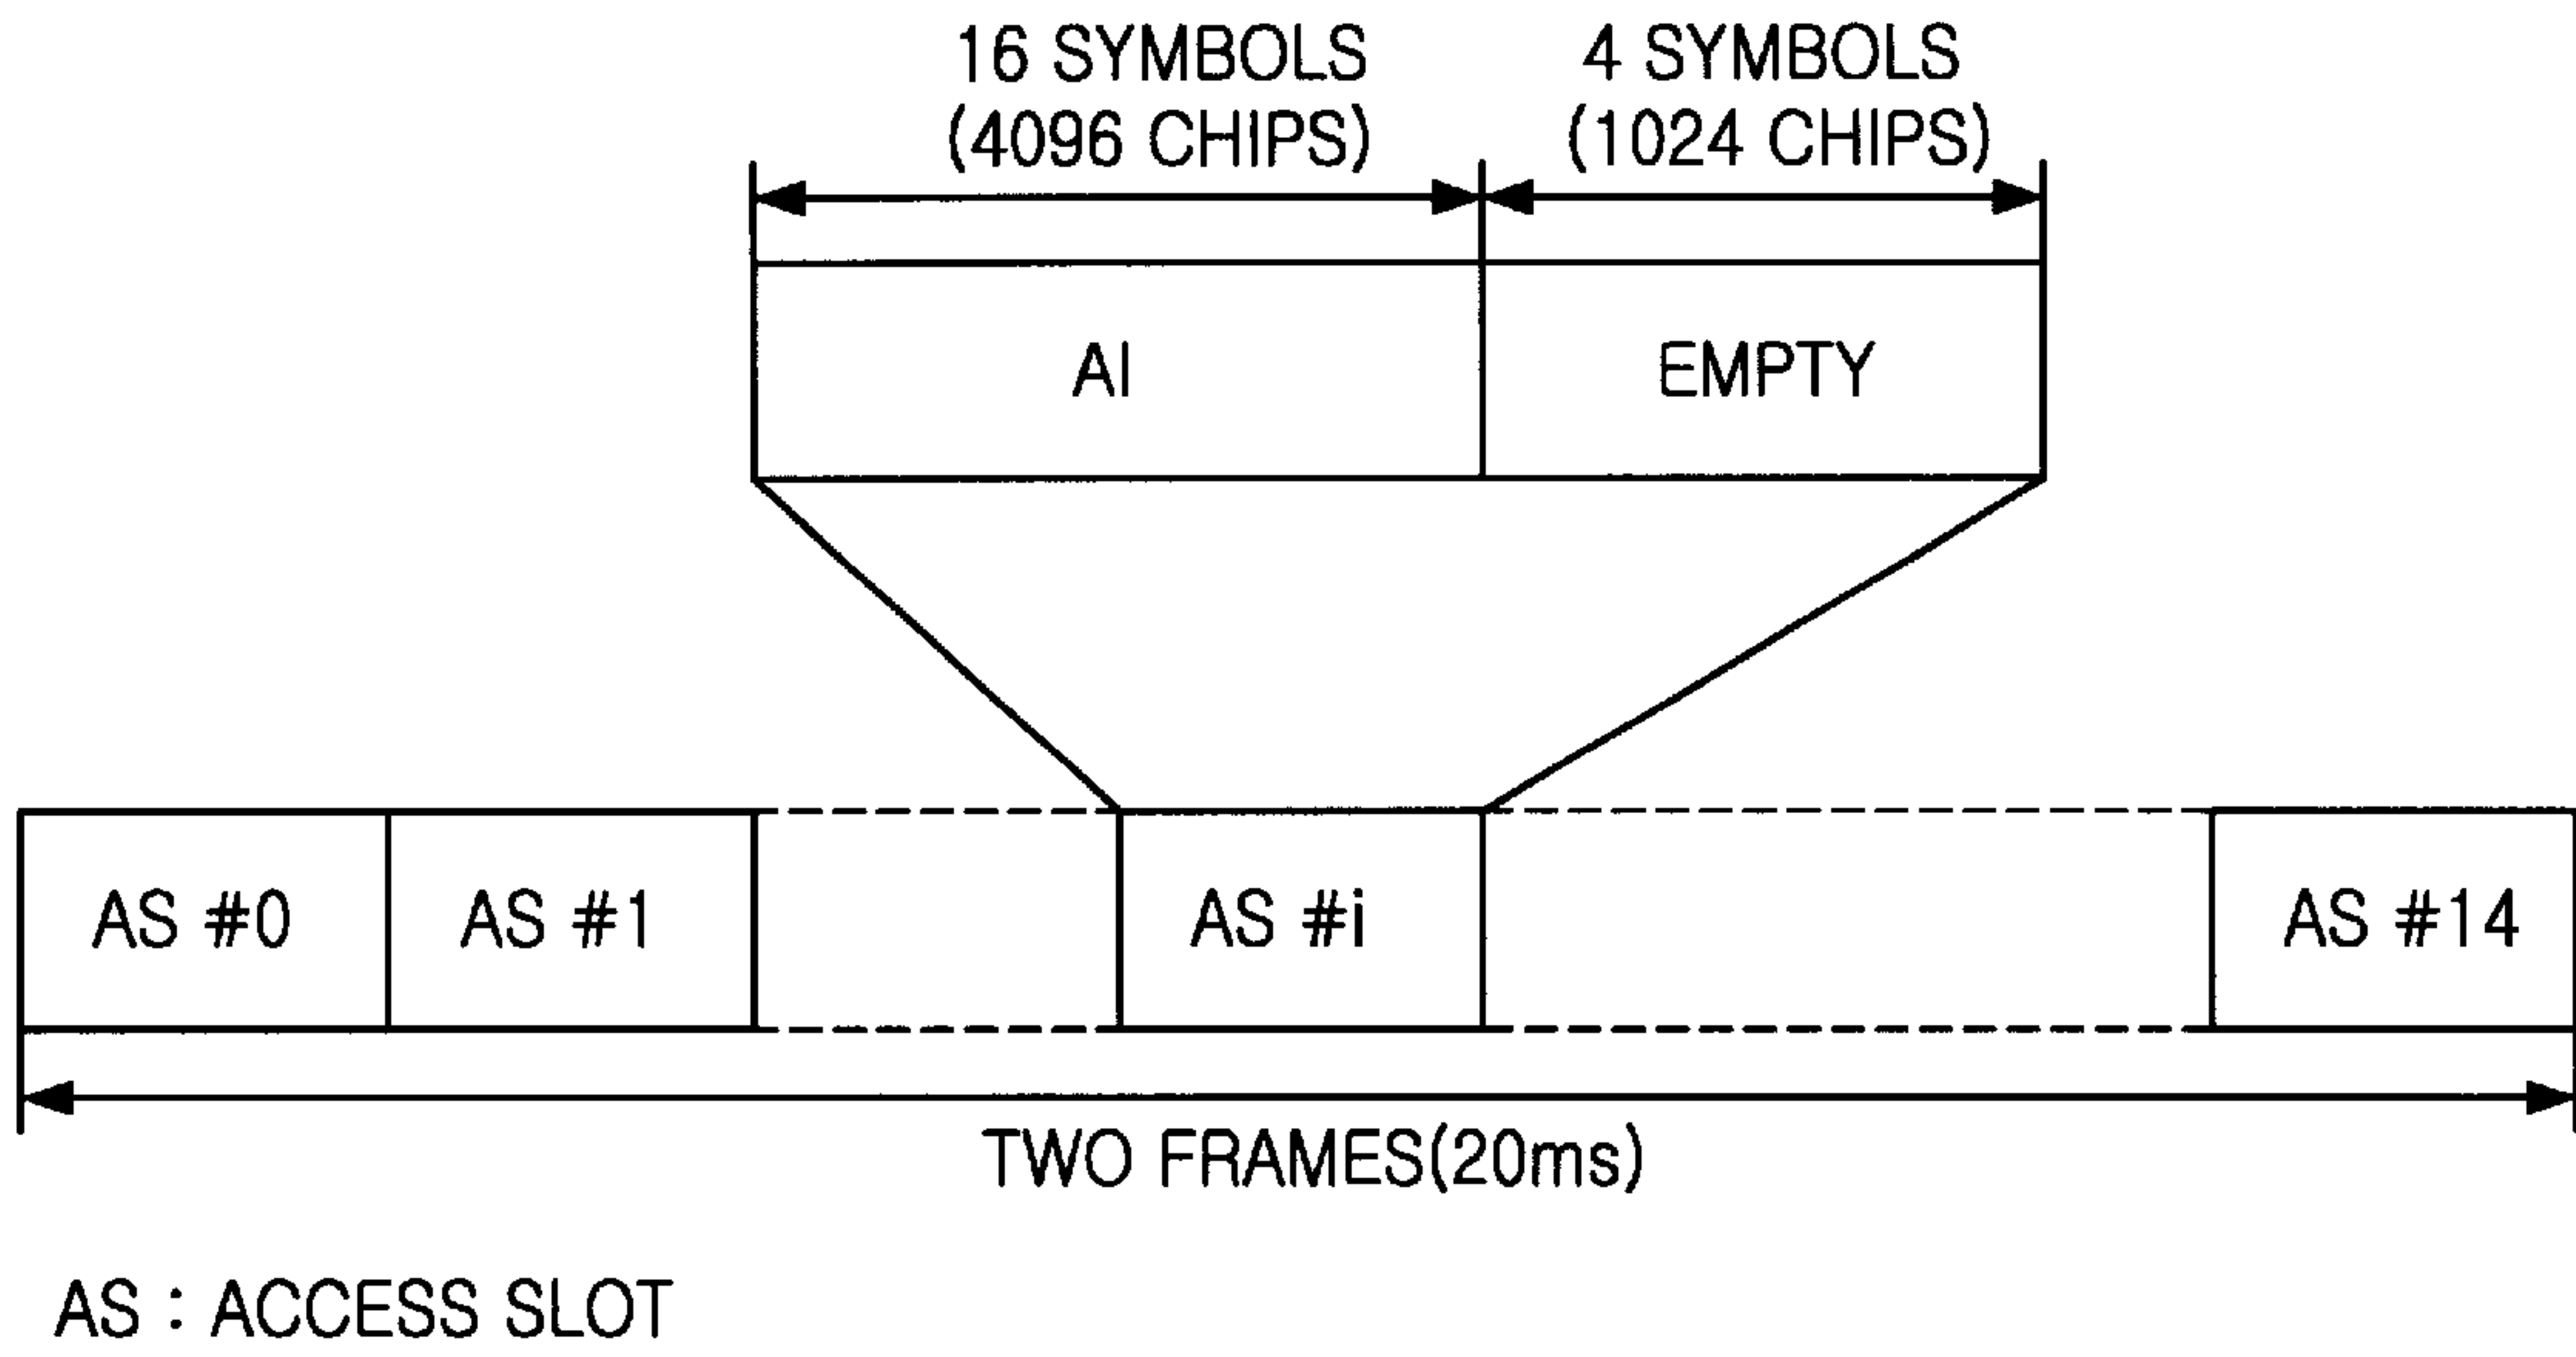 16 SYMBOLS
(4096 CHIPS)
4 SYMBOLS
(1024 CHIPS)
AI
EMPTY
AS #0
AS #1
AS #i
AS #14
TWO FRAMES(20ms)
AS : ACCESS SLOT